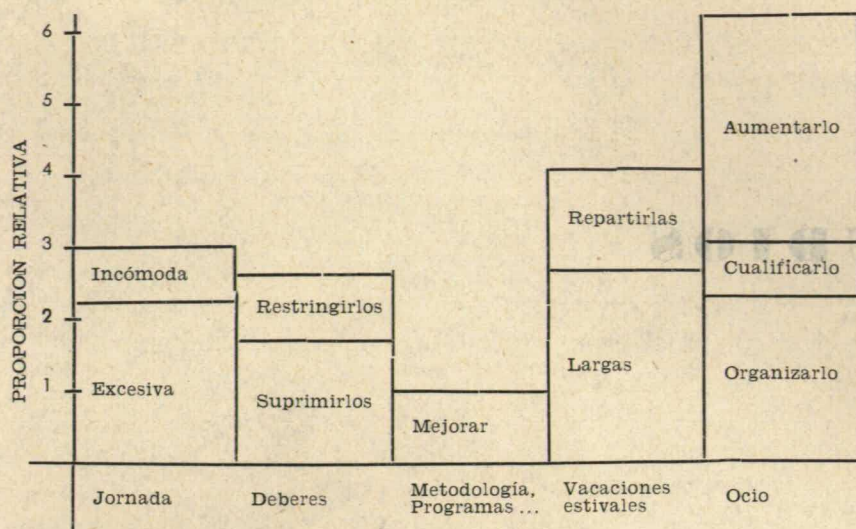 PROPORCION RELATIVA
6
5
4
3
2
1
Incómoda
Excesiva
Restringirlos
Suprimirlos
Mejorar
Repartirlas
Largas
Aumentarlo
Cualificarlo
Organizarlo
Jornada
Deberes
Metodología,
Programas ...
Vacaciones
estivales
Ocio